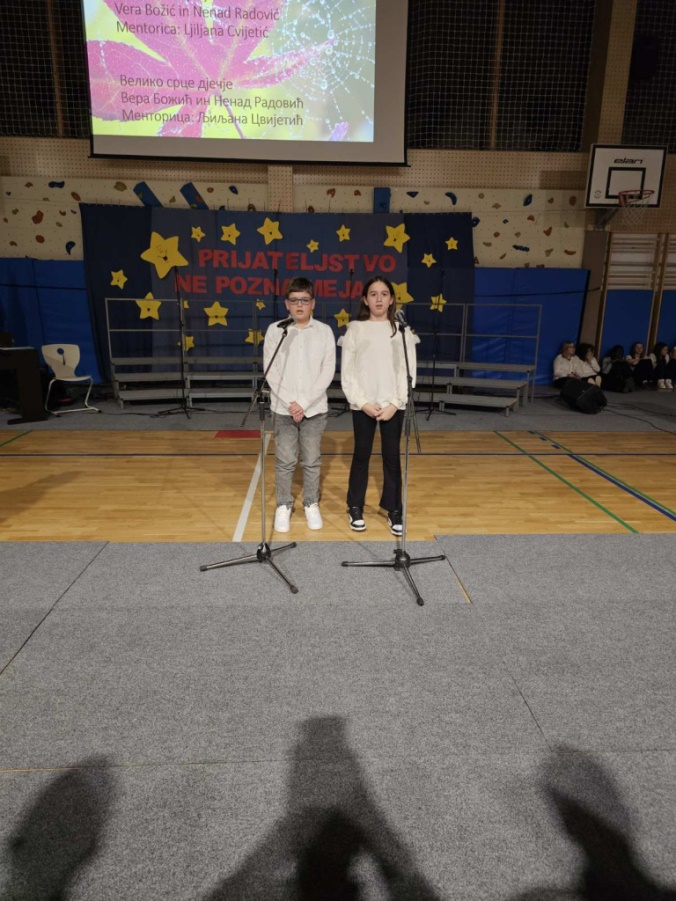 Vera Božić in Nenad Radović
Mentorica: Ljiljana Cvijetić
Велико срце дјечје
Вера Божић ин Ненад Радовић
Менторица: Љиљана Цвијетић
elan
PRIJATELJSTVO
NE POZNA MEJA